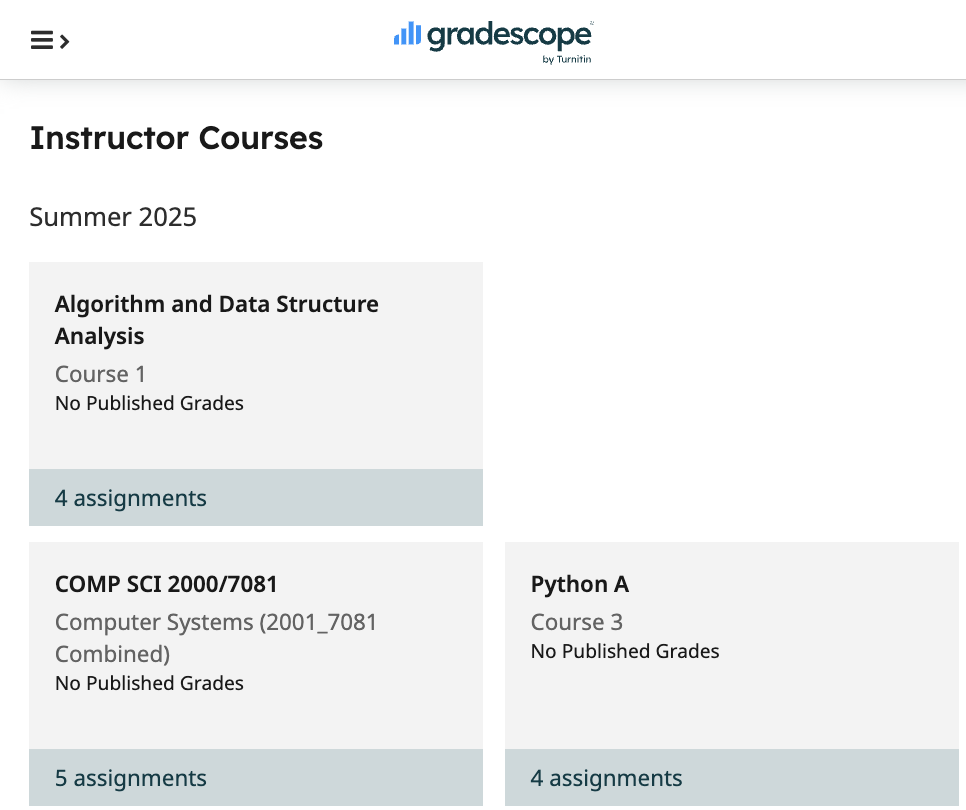 gradescope
by Turnitin
Instructor Courses
Summer 2025
Algorithm and Data Structure
Analysis
Course 1
No Published Grades
4 assignments
COMP SCI 2000/7081
Computer Systems (2001_7081
Combined)
No Published Grades
5 assignments
Python A
Course 3
No Published Grades
4 assignments